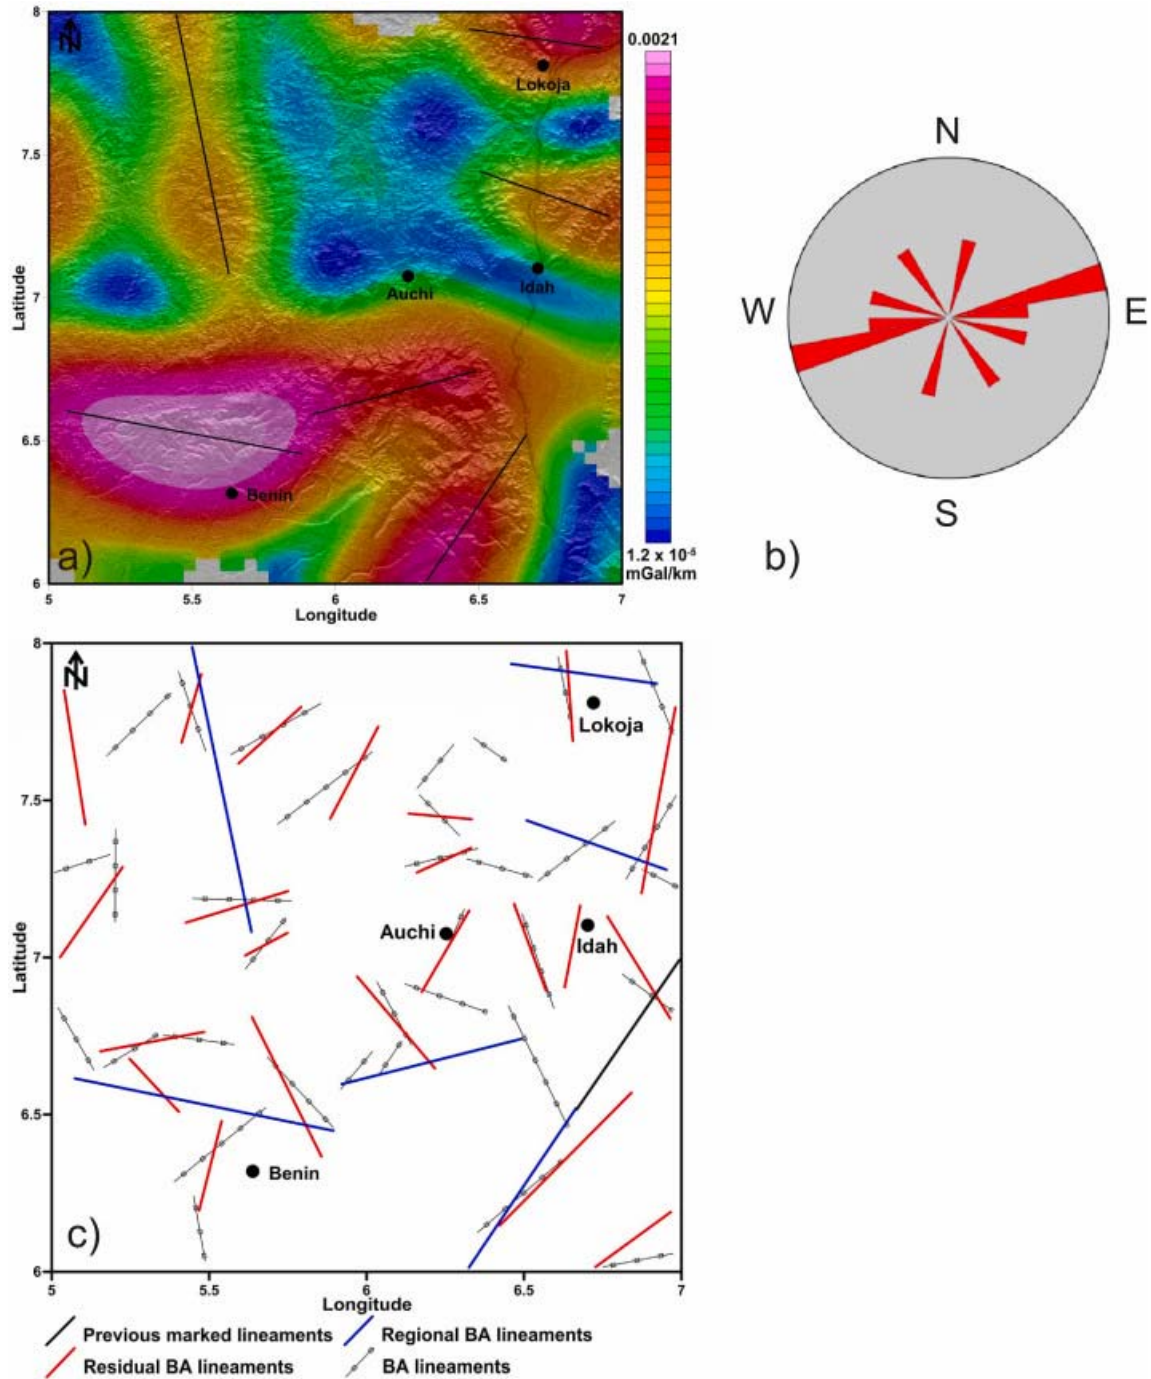 8
N
0.0021
Lokoja
7.5
Latitude
7
Auchi
Idah
6.5
Benin
a)
1.2 x 10⁻⁵
mGal/km
6
5
5.5
6
6.5
7
Longitude
N
W
E
S
b)
8
N
Lokoja
7.5
Auchi
Idah
Latitude
7
6.5
Benin
c)
6
5
5.5
6
6.5
7
Longitude
Previous marked lineaments
Regional BA lineaments
Residual BA lineaments
BA lineaments